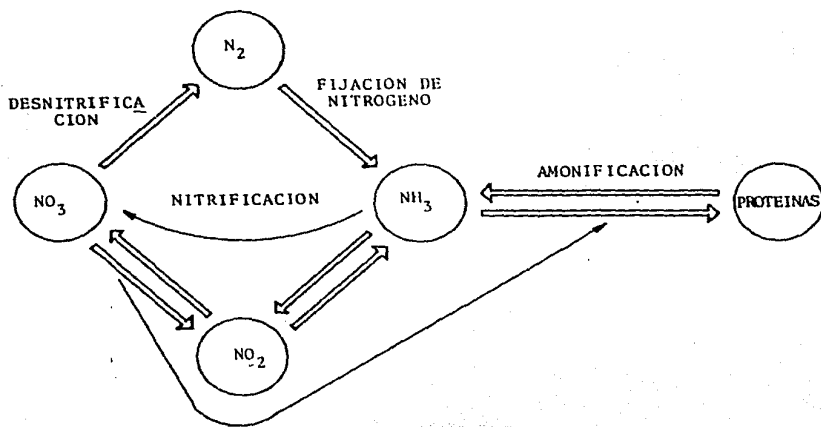 N2
FIJACION DE
NITROGENO
DESNITRIFICA
CION
AMONIFICACION
NO3
NITRIFICACION
NH3
PROTEINAS
NO2